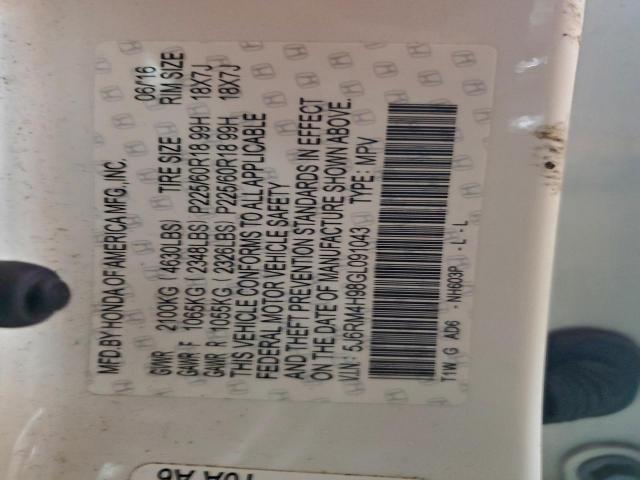 MFD.BY HONDA OF AMERICA MFG.,INC. 06/16
GVWR 2100KG (4630LBS) TIRE SIZE RIM SIZE
GAWR F 1065KG (2348LBS) P225/60R18 99H 18X7J
GAWR R 1055KG (2326LBS) P225/60R18 99H 18X7J
THIS VEHICLE CONFORMS TO ALL APPLICABLE
FEDERAL MOTOR VEHICLE SAFETY
AND THEFT PREVENTION STANDARDS IN EFFECT
ON THE DATE OF MANUFACTURE SHOWN ABOVE.
V.I.N.: 5J6RM4H98GL091043 TYPE: MPV
T1W G AD6 - NH603P - L - L